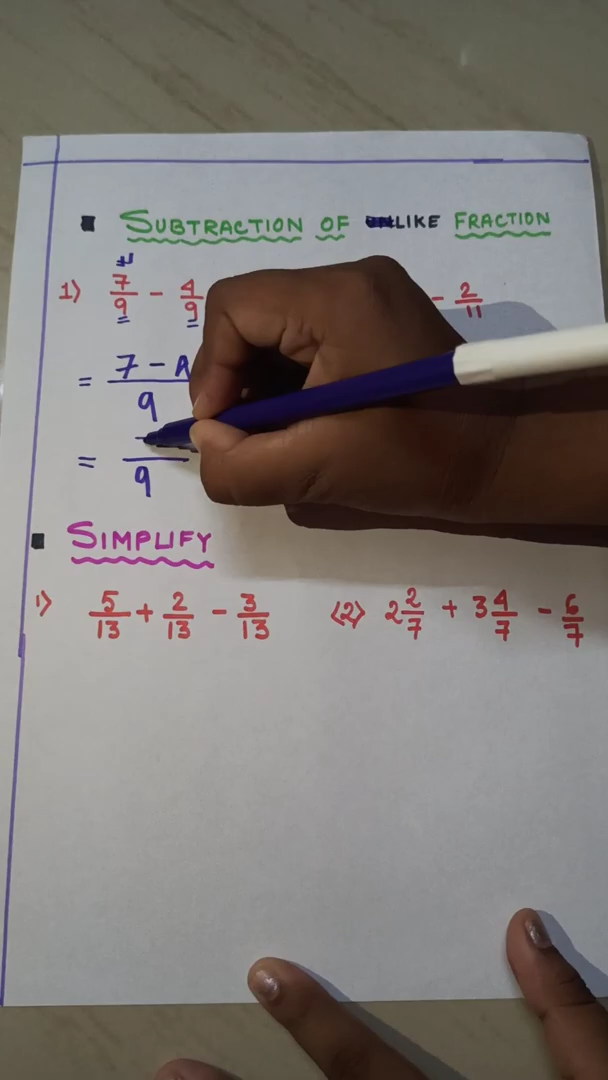 SUBTRACTION OF LIKE FRACTION
1) 7/9 - 4/9 - 2/11
= 7 - 4 / 9
= / 9
SIMPLIFY
1) 5/13 + 2/13 - 3/13 (2) 2 2/7 + 3 4/7 - 6/7